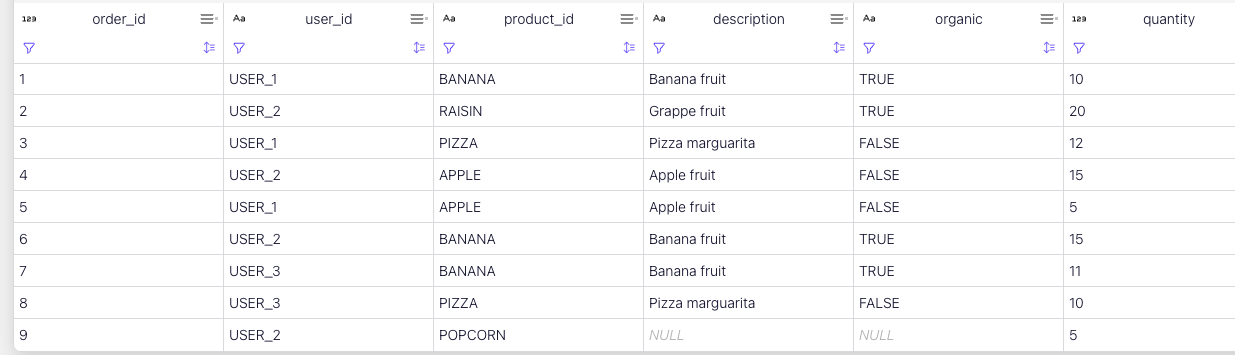 123 order_id Aa user_id Aa product_id Aa description Aa organic 123 quantity
1 USER_1 BANANA Banana fruit TRUE 10
2 USER_2 RAISIN Grappe fruit TRUE 20
3 USER_1 PIZZA Pizza marguarita FALSE 12
4 USER_2 APPLE Apple fruit FALSE 15
5 USER_1 APPLE Apple fruit FALSE 5
6 USER_2 BANANA Banana fruit TRUE 15
7 USER_3 BANANA Banana fruit TRUE 11
8 USER_3 PIZZA Pizza marguarita FALSE 10
9 USER_2 POPCORN NULL NULL 5